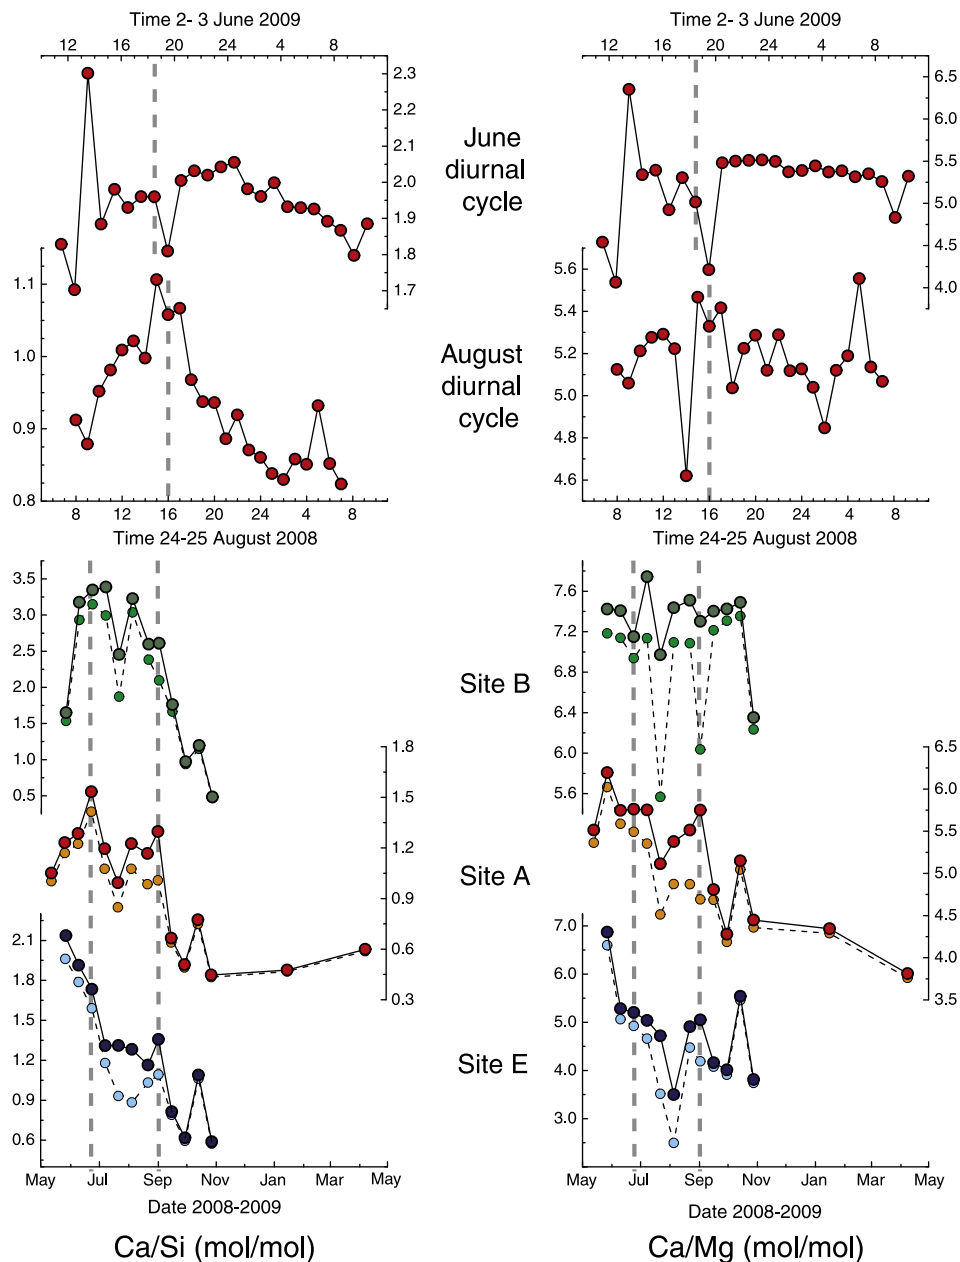 Time 2- 3 June 2009
Time 2- 3 June 2009
12 16 20 24 4 8
12 16 20 24 4 8
2.3
2.2
2.1
2.0
1.9
1.8
1.7
June
diurnal
cycle
6.5
6.0
5.5
5.0
4.5
4.0
1.1
1.0
0.9
0.8
August
diurnal
cycle
5.6
5.4
5.2
5.0
4.8
4.6
8 12 16 20 24 4 8
8 12 16 20 24 4 8
Time 24-25 August 2008
Time 24-25 August 2008
3.5
3.0
2.5
2.0
1.5
1.0
0.5
Site B
7.6
7.2
6.8
6.4
6.0
5.6
1.8
1.5
1.2
0.9
0.6
0.3
Site A
6.5
6.0
5.5
5.0
4.5
4.0
3.5
2.1
1.8
1.5
1.2
0.9
0.6
Site E
7.0
6.0
5.0
4.0
3.0
May Jul Sep Nov Jan Mar May
May Jul Sep Nov Jan Mar May
Date 2008-2009
Date 2008-2009
Ca/Si (mol/mol)
Ca/Mg (mol/mol)